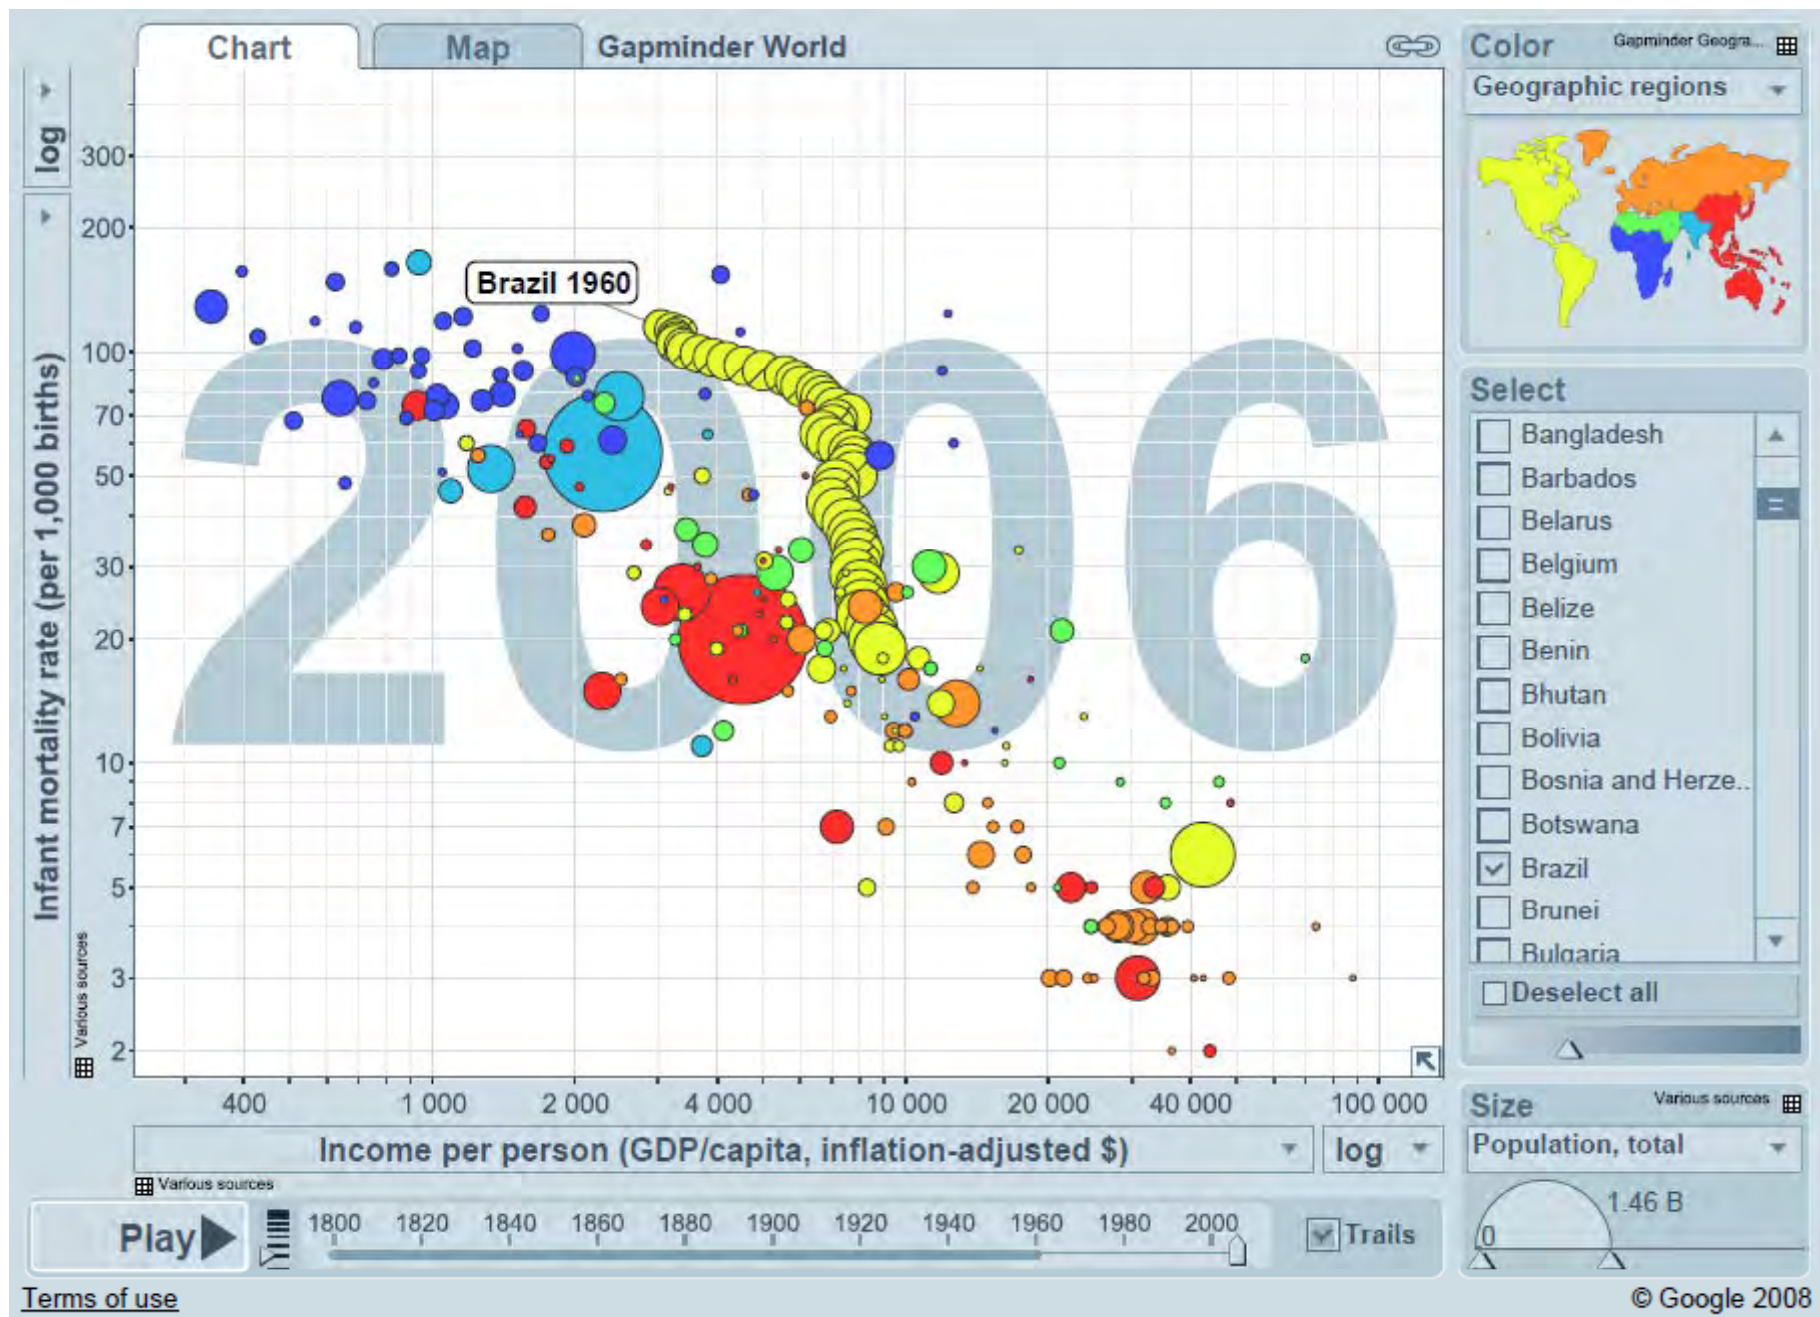 Chart
Map
Gapminder World
Color
Gapminder Geogra...
Geographic regions
log
300
200
100
70
50
30
20
10
7
5
3
2
Infant mortality rate (per 1,000 births)
Various sources
Brazil 1960
2006
Select
Bangladesh
Barbados
Belarus
Belgium
Belize
Benin
Bhutan
Bolivia
Bosnia and Herze..
Botswana
Brazil
Brunei
Bulgaria
Deselect all
400 1 000 2 000 4 000 10 000 20 000 40 000 100 000
Income per person (GDP/capita, inflation-adjusted $)
log
Various sources
Size
Various sources
Population, total
1.46 B
0
Play
1800 1820 1840 1860 1880 1900 1920 1940 1960 1980 2000
Trails
Terms of use
© Google 2008